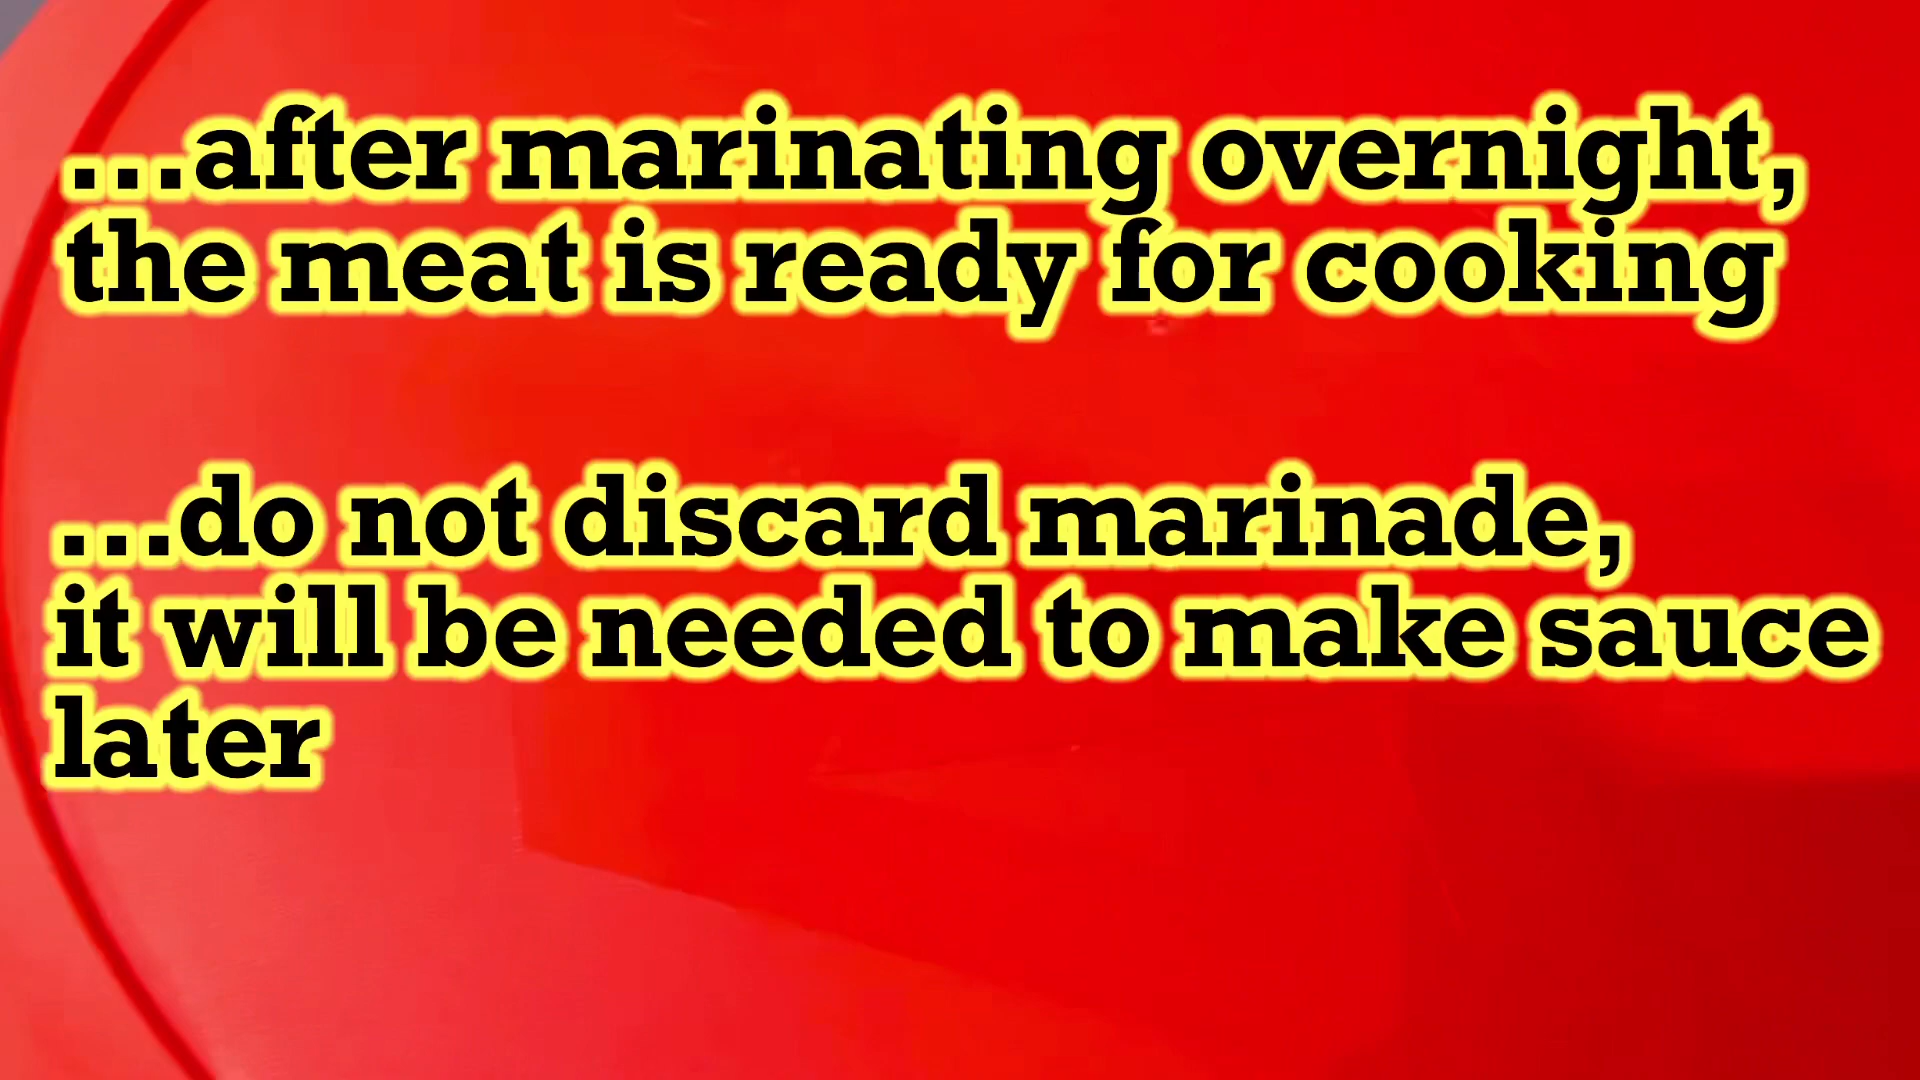 ...after marinating overnight,
the meat is ready for cooking
...do not discard marinade,
it will be needed to make sauce
later